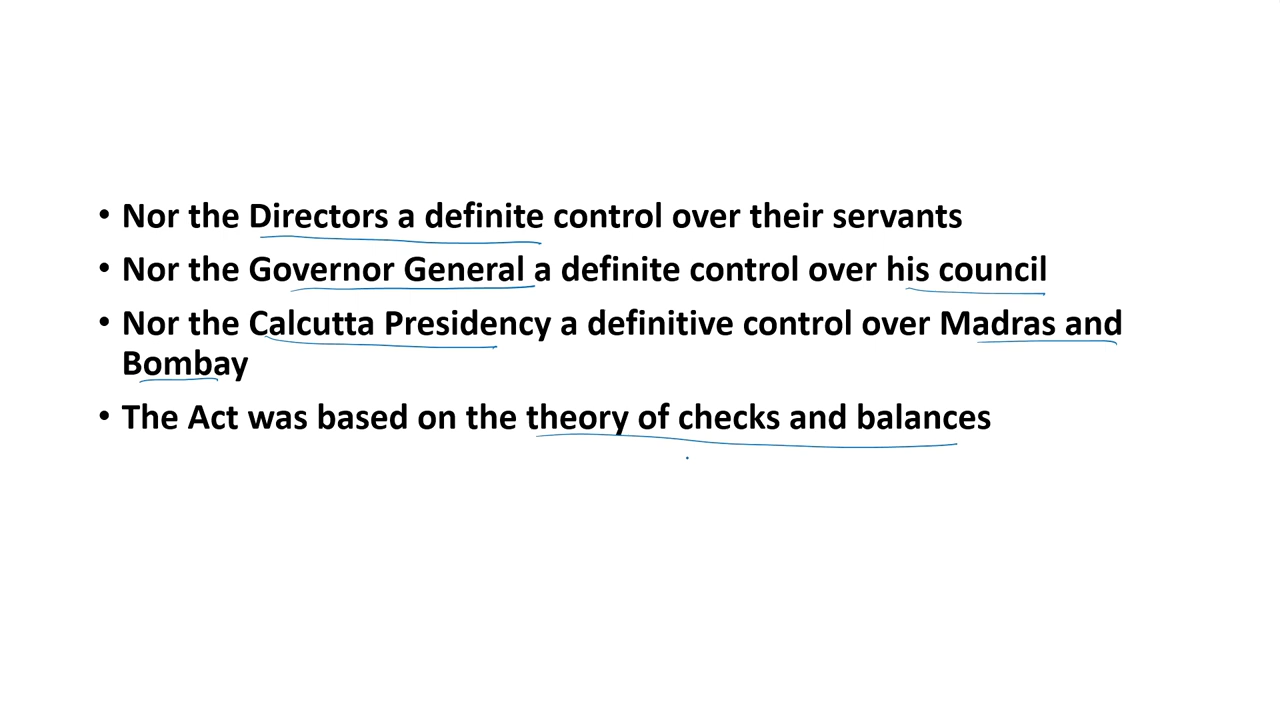 • Nor the Directors a definite control over their servants
• Nor the Governor General a definite control over his council
• Nor the Calcutta Presidency a definitive control over Madras and
Bombay
• The Act was based on the theory of checks and balances